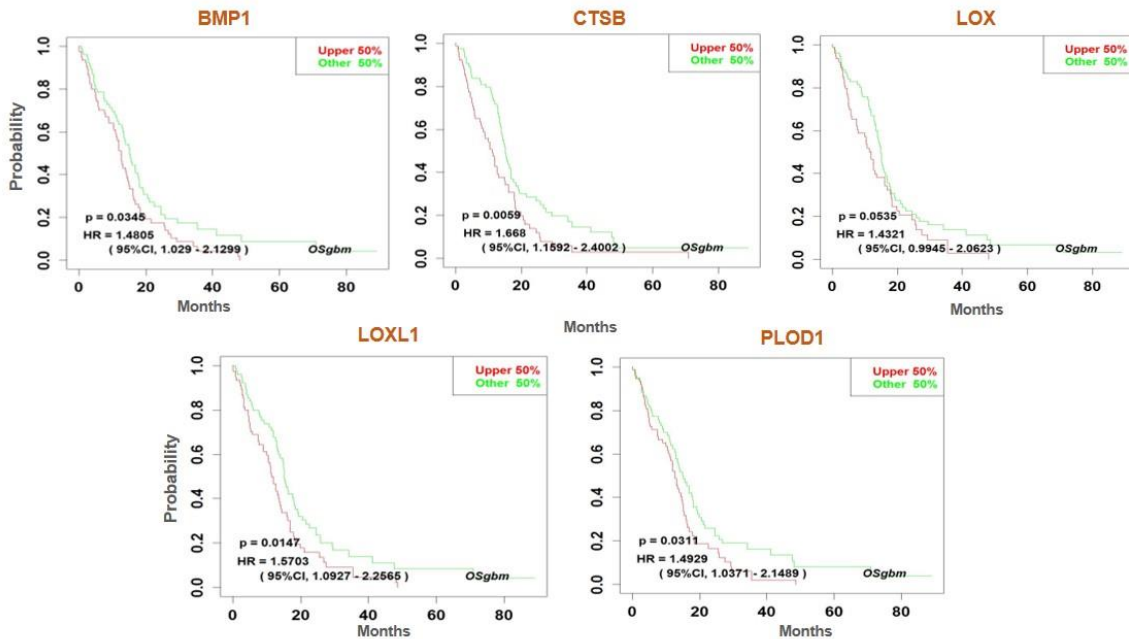 BMP1
Upper 50%
Other 50%
Probability
1.0
0.8
0.6
0.4
0.2
0.0
p = 0.0345
HR = 1.4805
( 95%CI, 1.029 - 2.1299)
OSgbm
0 20 40 60 80
Months
CTSB
Upper 50%
Other 50%
1.0
0.8
0.6
0.4
0.2
0.0
p = 0.0059
HR = 1.668
( 95%CI, 1.1592 - 2.4002)
OSgbm
0 20 40 60 80
Months
LOX
Upper 50%
Other 50%
1.0
0.8
0.6
0.4
0.2
0.0
p = 0.0535
HR = 1.4321
( 95%CI, 0.9945 - 2.0623)
OSgbm
0 20 40 60 80
Months
LOXL1
Upper 50%
Other 50%
Probability
1.0
0.8
0.6
0.4
0.2
0.0
p = 0.0147
HR = 1.5703
( 95%CI, 1.0927 - 2.2565)
OSgbm
0 20 40 60 80
Months
PLOD1
Upper 50%
Other 50%
1.0
0.8
0.6
0.4
0.2
0.0
p = 0.0311
HR = 1.4929
( 95%CI, 1.0371 - 2.1489)
OSgbm
0 20 40 60 80
Months